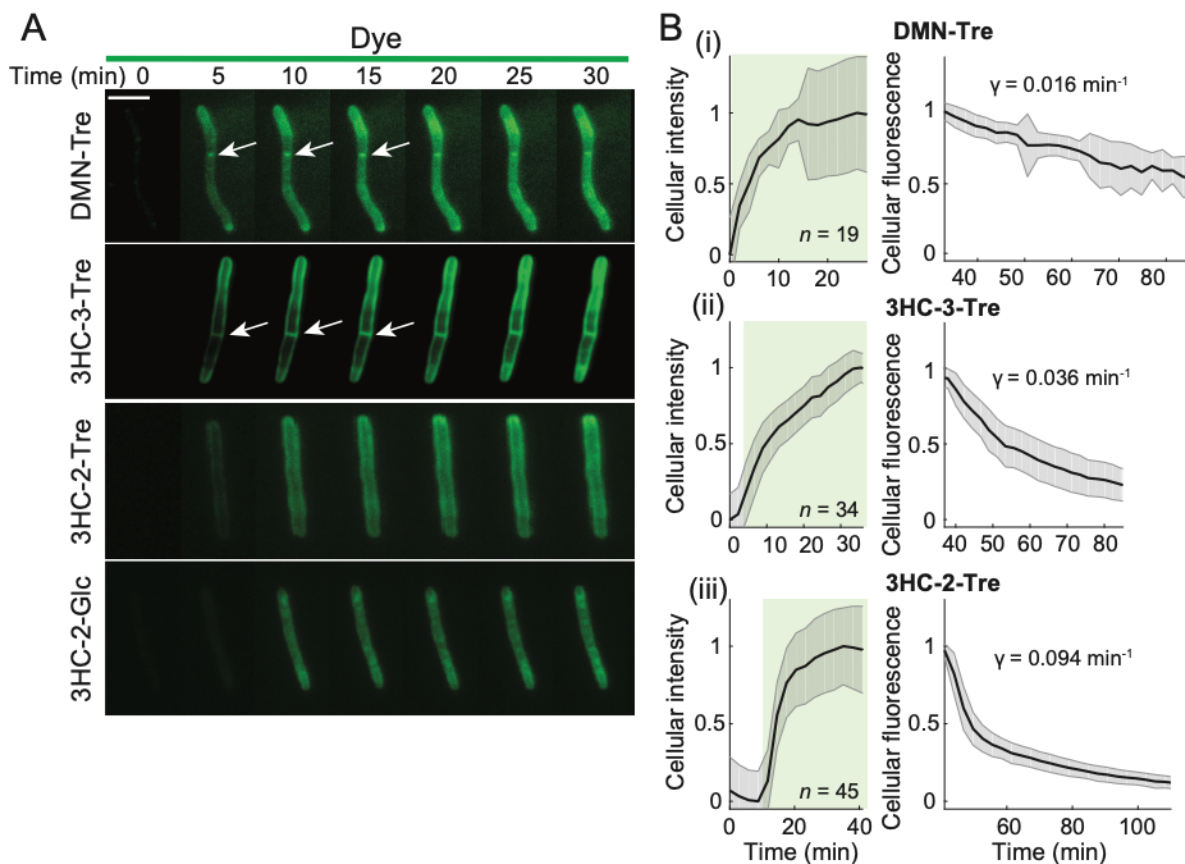 A
Dye
Time (min) 0 5 10 15 20 25 30
DMN-Tre
3HC-3-Tre
3HC-2-Tre
3HC-2-Glc
B
DMN-Tre
(i)
Cellular intensity
1
0.5
0
n = 19
0 10 20
Cellular fluorescence
1
0.5
0
γ = 0.016 min⁻¹
40 50 60 70 80
3HC-3-Tre
(ii)
Cellular intensity
1
0.5
0
n = 34
0 10 20 30
Cellular fluorescence
1
0.5
0
γ = 0.036 min⁻¹
40 50 60 70 80
3HC-2-Tre
(iii)
Cellular intensity
1
0.5
0
n = 45
0 20 40
Time (min)
Cellular fluorescence
1
0.5
0
γ = 0.094 min⁻¹
60 80 100
Time (min)